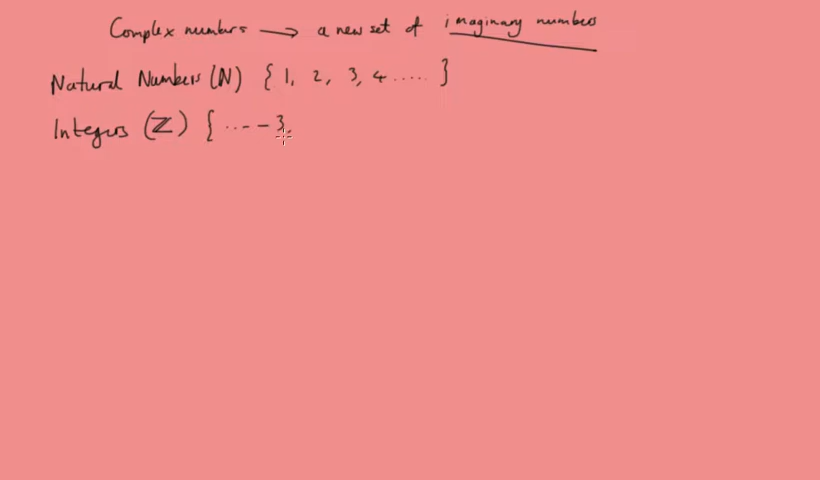 Complex numbers → a new set of imaginary numbers
Natural Numbers (N) { 1, 2, 3, 4 ..... }
Integers (ℤ) { ...- - 3,